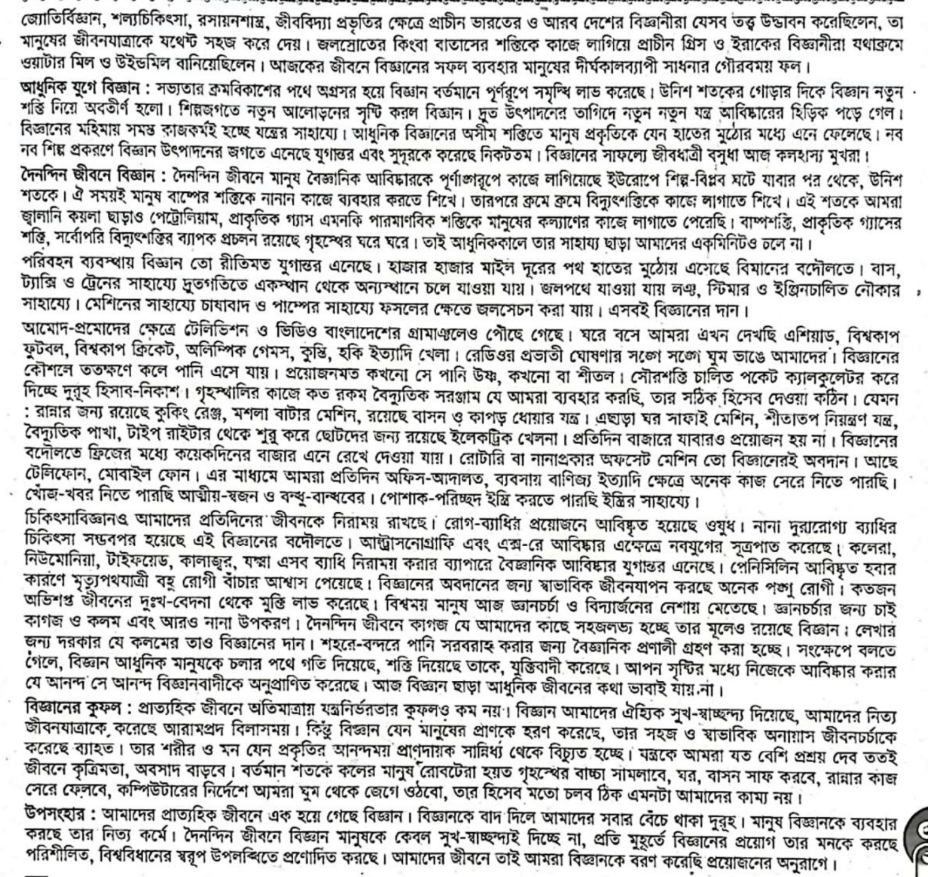 জ্যোতির্বিজ্ঞান, শল্যচিকিৎসা, রসায়নশাস্ত্র, জীববিদ্যা প্রভৃতির ক্ষেত্রে প্রাচীন ভারতের ও আরব দেশের বিজ্ঞানীরা যেসব তত্ত্ব উদ্ভাবন করেছিলেন, তা
মানুষের জীবনযাত্রাকে যথেষ্ট সহজ করে দেয়। জলস্রোতের কিংবা বাতাসের শক্তিকে কাজে লাগিয়ে প্রাচীন গ্রিস ও ইরাকের বিজ্ঞানীরা যথাক্রমে
ওয়াটার মিল ও উইন্ডমিল বানিয়েছিলেন। আজকের জীবনে বিজ্ঞানের সফল ব্যবহার মানুষের দীর্ঘকালব্যাপী সাধনার গৌরবময় ফল।
আধুনিক যুগে বিজ্ঞান : সভ্যতার ক্রমবিকাশের পথে অগ্রসর হয়ে বিজ্ঞান বর্তমানে পূর্ণরূপে সমৃদ্ধি লাভ করেছে। উনিশ শতকের গোড়ার দিকে বিজ্ঞান নতুন
শক্তি নিয়ে অবতীর্ণ হলো। শিল্পজগতে নতুন আলোড়নের সৃষ্টি করল বিজ্ঞান। দ্রুত উৎপাদনের তাগিদে নতুন নতুন যন্ত্র আবিষ্কারের হিড়িক পড়ে গেল।
বিজ্ঞানের মহিমায় সমস্ত কাজকর্মই হচ্ছে যন্ত্রের সাহায্যে। আধুনিক বিজ্ঞানের অসীম শক্তিতে মানুষ প্রকৃতিকে যেন হাতের মুঠোর মধ্যে এনে ফেলেছে। নব
নব শিল্প প্রকরণে বিজ্ঞান উৎপাদনের জগতে এনেছে যুগান্তর এবং সুদূরকে করেছে নিকটতম। বিজ্ঞানের সাফল্যে জীবধাত্রী বসুধা আজ কলহাস্য মুখরা।
দৈনন্দিন জীবনে বিজ্ঞান : দৈনন্দিন জীবনে মানুষ বৈজ্ঞানিক আবিষ্কারকে পূর্ণাঙ্গরূপে কাজে লাগিয়েছে ইউরোপে শিল্প-বিপ্লব ঘটে যাবার পর থেকে, উনিশ
শতকে। ঐ সময়ই মানুষ বাষ্পের শক্তিকে নানান কাজে ব্যবহার করতে শিখে। তারপরে ক্রমে ক্রমে বিদ্যুৎশক্তিকে কাজে লাগাতে শিখে। এই শতকে আমরা
জ্বালানি কয়লা ছাড়াও পেট্রোলিয়াম, প্রাকৃতিক গ্যাস এমনকি পারমাণবিক শক্তিকে মানুষের কল্যাণের কাজে লাগাতে পেরেছি। বাষ্পশক্তি, প্রাকৃতিক গ্যাসের
শক্তি, সর্বোপরি বিদ্যুৎশক্তির ব্যাপক প্রচলন রয়েছে গৃহস্থের ঘরে ঘরে। তাই আধুনিককালে তার সাহায্য ছাড়া আমাদের একমিনিটও চলে না।
পরিবহন ব্যবস্থায় বিজ্ঞান তো রীতিমত যুগান্তর এনেছে। হাজার হাজার মাইল দূরের পথ হাতের মুঠোয় এসেছে বিমানের বদৌলতে। বাস,
ট্যাক্সি ও ট্রেনের সাহায্যে দ্রুতগতিতে একস্থান থেকে অন্যস্থানে চলে যাওয়া যায়। জলপথে যাওয়া যায় লঞ্চ, স্টিমার ও ইঞ্জিনচালিত নৌকার
সাহায্যে। মেশিনের সাহায্যে চাষাবাদ ও পাম্পের সাহায্যে ফসলের ক্ষেতে জলসেচন করা যায়। এসবই বিজ্ঞানের দান।
আমোদ-প্রমোদের ক্ষেত্রে টেলিভিশন ও ভিডিও বাংলাদেশের গ্রামাঞ্চলেও পৌঁছে গেছে। ঘরে বসে আমরা এখন দেখছি এশিয়াড, বিশ্বকাপ
ফুটবল, বিশ্বকাপ ক্রিকেট, অলিম্পিক গেমস, কুস্তি, হকি ইত্যাদি খেলা। রেডিওর প্রভাতী ঘোষণার সঙ্গে সঙ্গে ঘুম ভাঙে আমাদের। বিজ্ঞানের
কৌশলে ততক্ষণে কলে পানি এসে যায়। প্রয়োজনমত কখনো সে পানি উষ্ণ, কখনো বা শীতল। সৌরশক্তি চালিত পকেট ক্যালকুলেটর করে
দিচ্ছে দুরূহ হিসাব-নিকাশ। গৃহস্থালির কাজে কত রকম বৈদ্যুতিক সরঞ্জাম যে আমরা ব্যবহার করছি, তার সঠিক হিসেব দেওয়া কঠিন। যেমন
: রান্নার জন্য রয়েছে কুকিং রেঞ্জ, মশলা বাটার মেশিন, রয়েছে বাসন ও কাপড় ধোয়ার যন্ত্র। এছাড়া ঘর সাফাই মেশিন, শীতাতপ নিয়ন্ত্রণ যন্ত্র,
বৈদ্যুতিক পাখা, টাইপ রাইটার থেকে শুরু করে ছোটদের জন্য রয়েছে ইলেকট্রিক খেলনা। প্রতিদিন বাজারে যাবারও প্রয়োজন হয় না। বিজ্ঞানের
বদৌলতে ফ্রিজের মধ্যে কয়েকদিনের বাজার এনে রেখে দেওয়া যায়। রোটারি বা নানাপ্রকার অফসেট মেশিন তো বিজ্ঞানেরই অবদান। আছে
টেলিফোন, মোবাইল ফোন। এর মাধ্যমে আমরা প্রতিদিন অফিস-আদালত, ব্যবসায় বাণিজ্য ইত্যাদি ক্ষেত্রে অনেক কাজ সেরে নিতে পারছি।
খোঁজ-খবর নিতে পারছি আত্মীয়-স্বজন ও বন্ধু-বান্ধবের। পোশাক-পরিচ্ছদ ইস্ত্রি করতে পারছি ইস্ত্রির সাহায্যে।
চিকিৎসাবিজ্ঞানও আমাদের প্রতিদিনের জীবনকে নিরাময় রাখছে। রোগ-ব্যাধির প্রয়োজনে আবিষ্কৃত হয়েছে ওষুধ। নানা দুরারোগ্য ব্যাধির
চিকিৎসা সম্ভবপর হয়েছে এই বিজ্ঞানের বদৌলতে। আল্ট্রাসনোগ্রাফি এবং এক্স-রে আবিষ্কার এক্ষেত্রে নবযুগের সূত্রপাত করেছে। কলেরা,
নিউমোনিয়া, টাইফয়েড, কালাজ্বর, যক্ষ্মা এসব ব্যাধি নিরাময় করার ব্যাপারে বৈজ্ঞানিক আবিষ্কার যুগান্তর এনেছে। পেনিসিলিন আবিষ্কৃত হবার
কারণে মৃত্যুপথযাত্রী বহু রোগী বাঁচার আশ্বাস পেয়েছে। বিজ্ঞানের অবদানের জন্য স্বাভাবিক জীবনযাপন করছে অনেক পঙ্গু রোগী। কতজন
অভিশপ্ত জীবনের দুঃখ-বেদনা থেকে মুক্তি লাভ করেছে। বিশ্বময় মানুষ আজ জ্ঞানচর্চা ও বিদ্যার্জনের নেশায় মেতেছে। জ্ঞানচর্চার জন্য চাই
কাগজ ও কলম এবং আরও নানা উপকরণ। দৈনন্দিন জীবনে কাগজ যে আমাদের কাছে সহজলভ্য হচ্ছে তার মূলেও রয়েছে বিজ্ঞান; লেখার
জন্য দরকার যে কলমের তাও বিজ্ঞানের দান। শহরে-বন্দরে পানি সরবরাহ করার জন্য বৈজ্ঞানিক প্রণালী গ্রহণ করা হচ্ছে। সংক্ষেপে বলতে
গেলে, বিজ্ঞান আধুনিক মানুষকে চলার পথে গতি দিয়েছে, শক্তি দিয়েছে তাকে, যুক্তিবাদী করেছে। আপন সৃষ্টির মধ্যে নিজেকে আবিষ্কার করার
যে আনন্দ সে আনন্দ বিজ্ঞানবাদীকে অনুপ্রাণিত করেছে। আজ বিজ্ঞান ছাড়া আধুনিক জীবনের কথা ভাবাই যায় না।
বিজ্ঞানের কুফল : প্রাত্যহিক জীবনে অতিমাত্রায় যন্ত্রনির্ভরতার কুফলও কম নয়। বিজ্ঞান আমাদের ঐহ্যিক সুখ-স্বাচ্ছন্দ্য দিয়েছে, আমাদের নিত্য
জীবনযাত্রাকে করেছে আরামপ্রদ বিলাসময়। কিন্তু বিজ্ঞান যেন মানুষের প্রাণকে হরণ করেছে, তার সহজ ও স্বাভাবিক অনায়াস জীবনচর্চাকে
করেছে ব্যাহত। তার শরীর ও মন যেন প্রকৃতির আনন্দময় প্রাণদায়ক সান্নিধ্য থেকে বিচ্যুত হচ্ছে। যন্ত্রকে আমরা যত বেশি প্রশ্রয় দেব ততই
জীবনে কৃত্রিমতা, অবসাদ বাড়বে। বর্তমান শতকে কলের মানুষ রোবটেরা হয়ত গৃহস্থের বাচ্চা সামলাবে, ঘর, বাসন সাফ করবে, রান্নার কাজ
সেরে ফেলবে, কম্পিউটারের নির্দেশে আমরা ঘুম থেকে জেগে ওঠবো, তার হিসেব মতো চলব ঠিক এমনটা আমাদের কাম্য নয়।
উপসংহার : আমাদের প্রাত্যহিক জীবনে এক হয়ে গেছে বিজ্ঞান। বিজ্ঞানকে বাদ দিলে আমাদের সবার বেঁচে থাকা দুরূহ। মানুষ বিজ্ঞানকে ব্যবহার
করছে তার নিত্য কর্মে। দৈনন্দিন জীবনে বিজ্ঞান মানুষকে কেবল সুখ-স্বাচ্ছন্দ্যই দিচ্ছে না, প্রতি মুহূর্তে বিজ্ঞানের প্রয়োগ তার মনকে করছে
পরিশীলিত, বিশ্ববিধানের স্বরূপ উপলব্ধিতে প্রণোদিত করছে। আমাদের জীবনে তাই আমরা বিজ্ঞানকে বরণ করেছি প্রয়োজনের অনুরাগে।